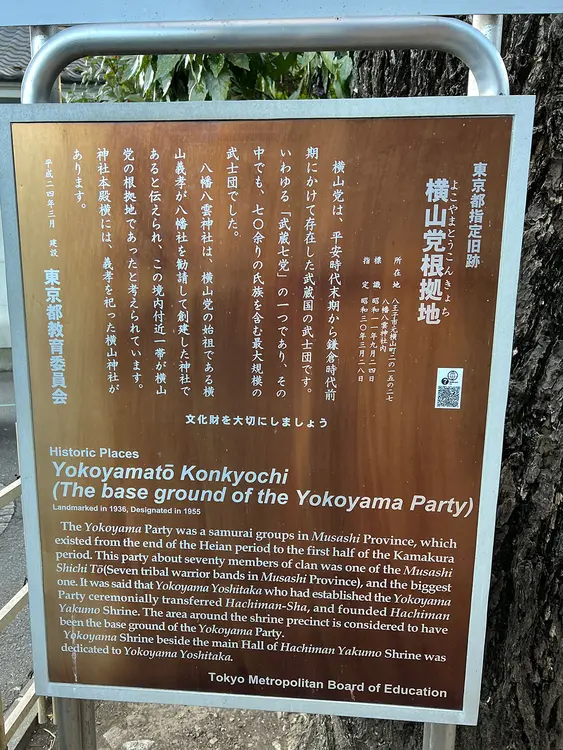 東京都指定旧跡
よこやまとうこんきょち
横山党根拠地
所在地　八王子市元横山町二の一五の二七
八幡八雲神社内
標　識　昭和一一年九月二四日
指　定　昭和三〇年三月二八日
横山党は、平安時代末期から鎌倉時代前
期にかけて存在した武蔵国の武士団です。
いわゆる「武蔵七党」の一つであり、その
中でも、七〇余りの氏族を含む最大規模の
武士団でした。
八幡八雲神社は、横山党の始祖である横
山義孝が八幡社を勧請して創建した神社で
あると伝えられ、この境内付近一帯が横山
党の根拠地であったと考えられています。
神社本殿横には、義孝を祀った横山神社が
あります。
平成二四年三月　建設
東京都教育委員会
文化財を大切にしましょう
Historic Places
Yokoyamatō Konkyochi
(The base ground of the Yokoyama Party)
Landmarked in 1936, Designated in 1955
The Yokoyama Party was a samurai groups in Musashi Province, which
existed from the end of the Heian period to the first half of the Kamakura
period. This party about seventy members of clan was one of the Musashi
Shichi Tō(Seven tribal warrior bands in Musashi Province), and the biggest
one. It was said that Yokoyama Yoshitaka who had established the Yokoyama
Party ceremonially transferred Hachiman-Sha, and founded Hachiman
Yakumo Shrine. The area around the shrine precinct is considered to have
been the base ground of the Yokoyama Party.
Yokoyama Shrine beside the main Hall of Hachiman Yakumo Shrine was
dedicated to Yokoyama Yoshitaka.
Tokyo Metropolitan Board of Education